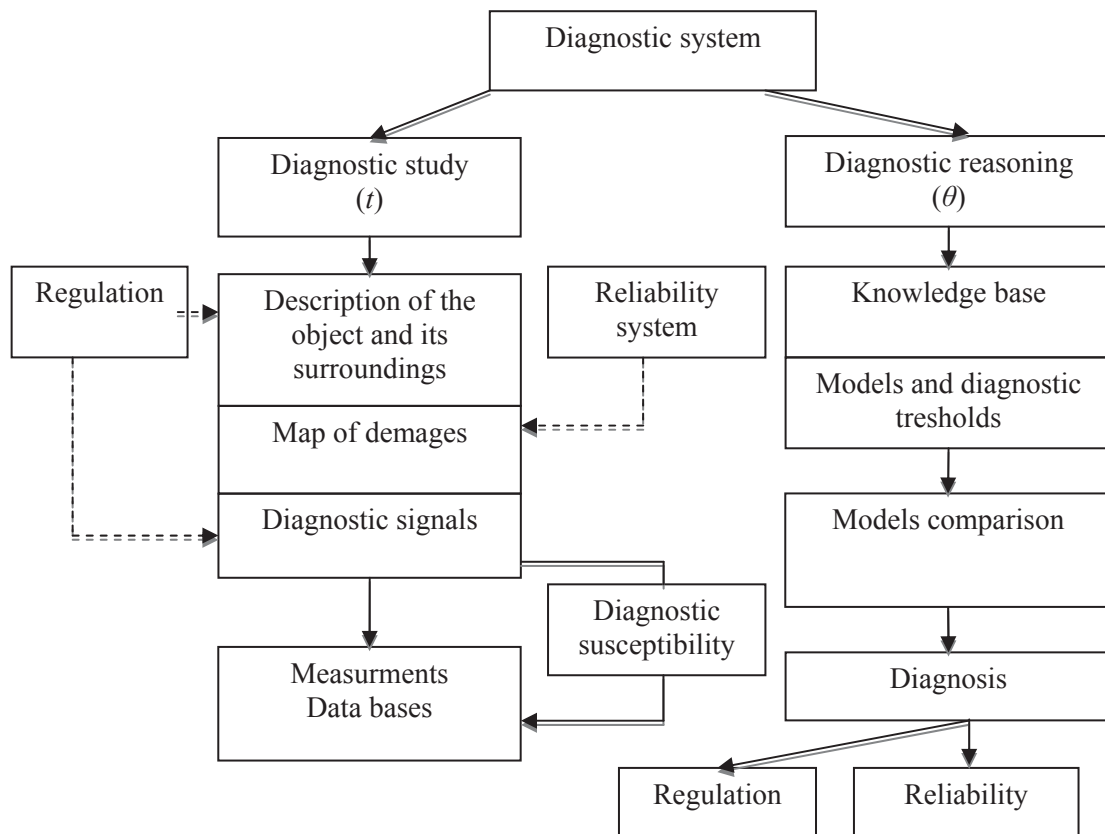 Diagnostic system
Diagnostic study
(t)
Diagnostic reasoning
(θ)
Regulation
Description of the
object and its
surroundings
Reliability
system
Knowledge base
Models and diagnostic
tresholds
Map of demages
Diagnostic signals
Models comparison
Diagnostic
susceptibility
Measurments
Data bases
Diagnosis
Regulation
Reliability